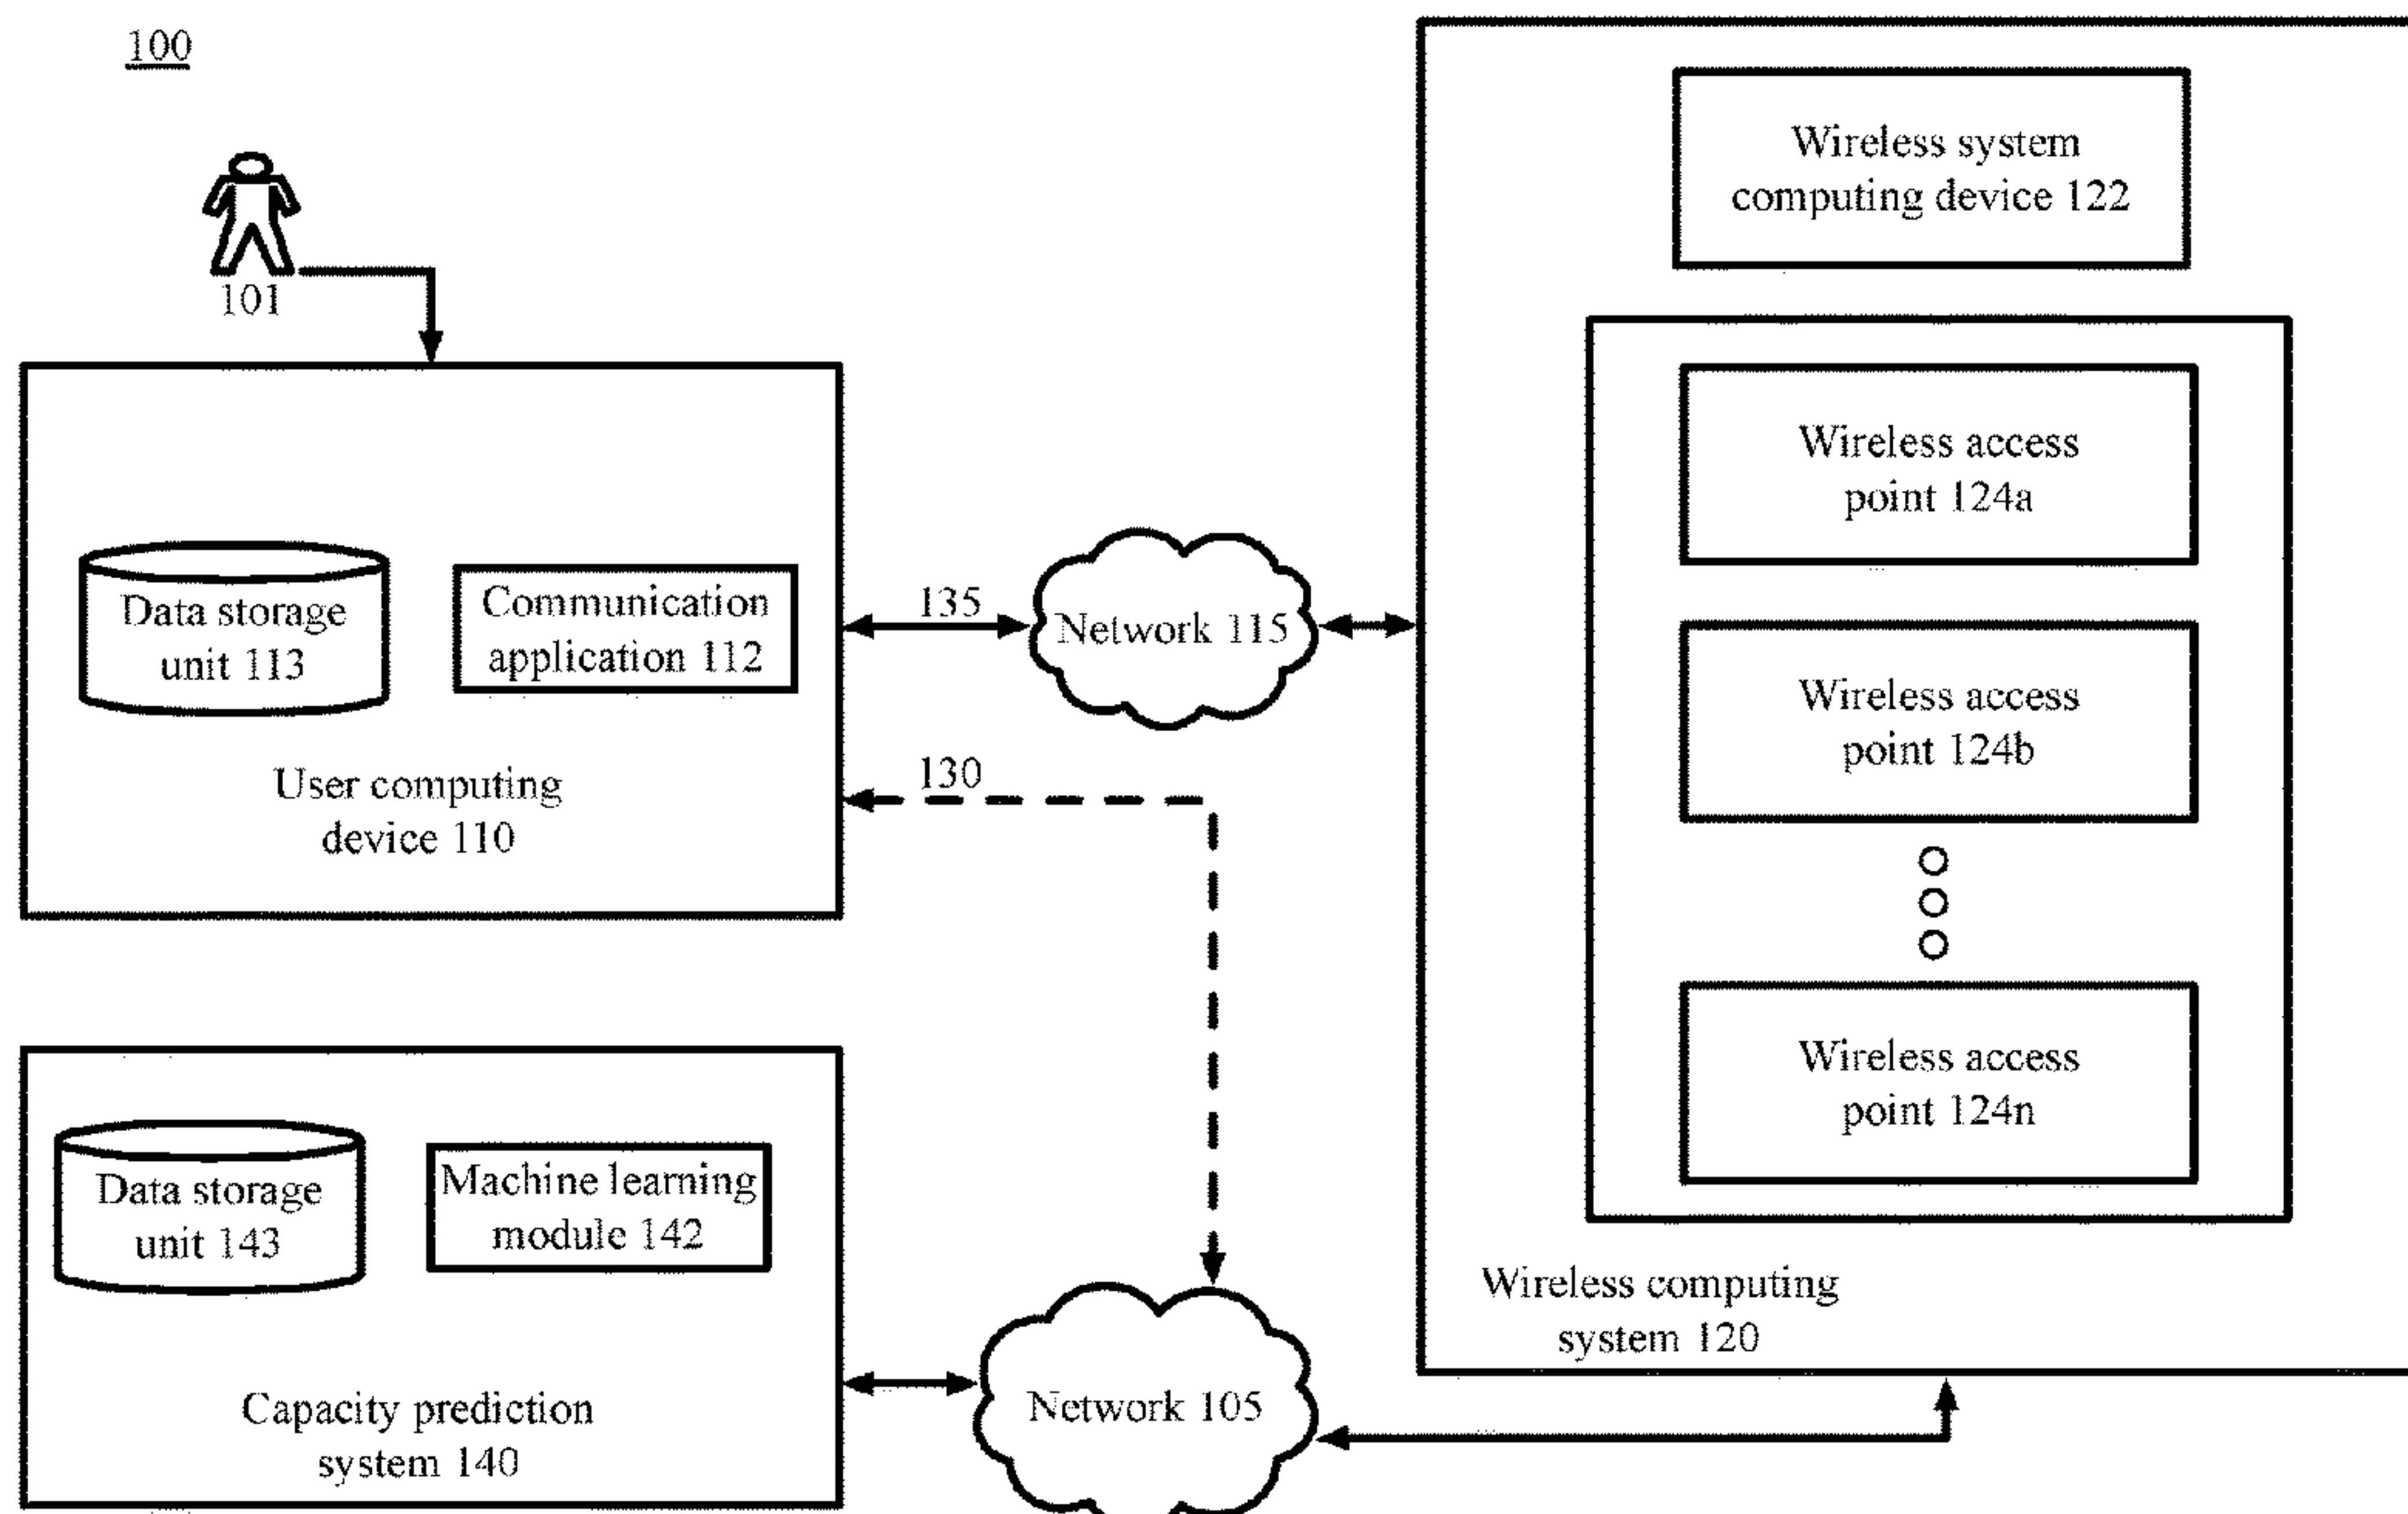 100
101
Data storage
unit 113
Communication
application 112
User computing
device 110
135
Network 115
130
Wireless system
computing device 122
Wireless access
point 124a
Wireless access
point 124b
Wireless access
point 124n
Wireless computing
system 120
Data storage
unit 143
Machine learning
module 142
Capacity prediction
system 140
Network 105